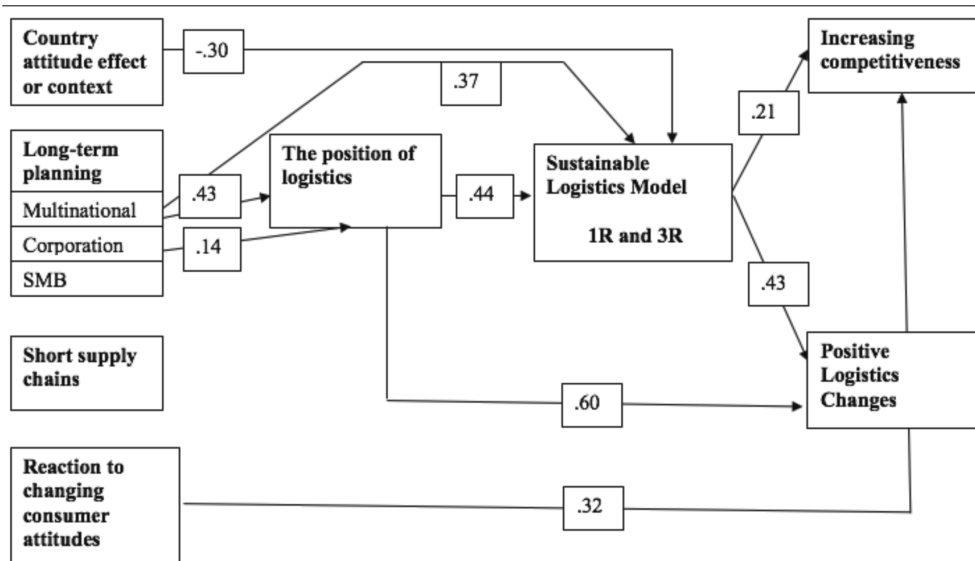 Country
attitude effect
or context
-.30
.37
Increasing
competitiveness
.21
Long-term
planning
Multinational
Corporation
SMB
.43
.14
The position of
logistics
.44
Sustainable
Logistics Model
1R and 3R
.43
Short supply
chains
.60
Positive
Logistics
Changes
Reaction to
changing
consumer
attitudes
.32